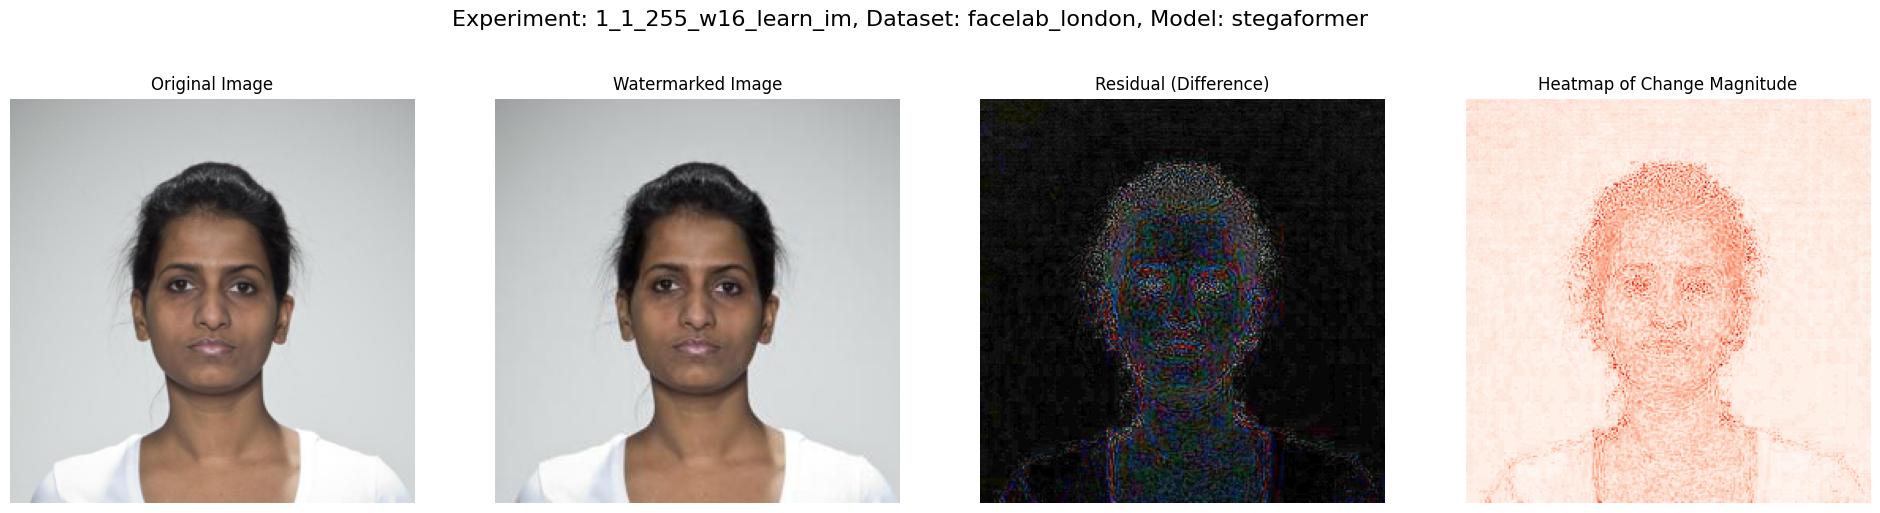 Experiment: 1_1_255_w16_learn_im, Dataset: facelab_london, Model: stegaformer
Original Image
Watermarked Image
Residual (Difference)
Heatmap of Change Magnitude